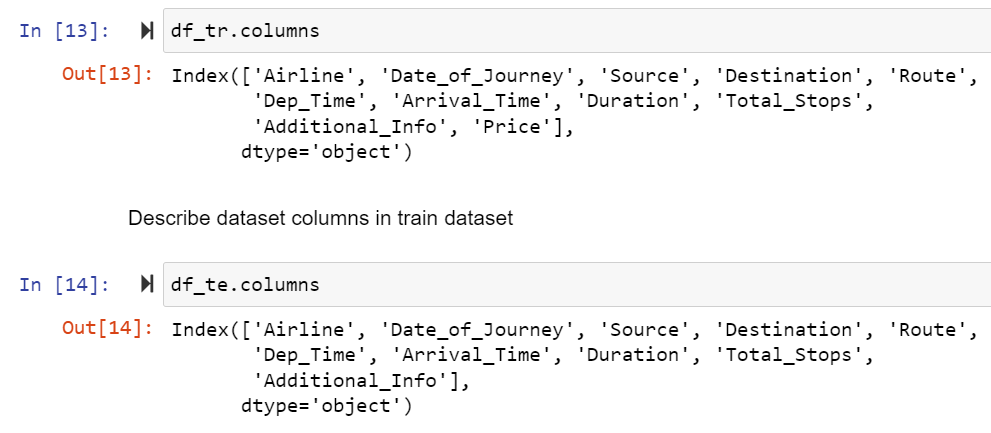 In [13]: df_tr.columns
Out[13]: Index(['Airline', 'Date_of_Journey', 'Source', 'Destination', 'Route',
'Dep_Time', 'Arrival_Time', 'Duration', 'Total_Stops',
'Additional_Info', 'Price'],
dtype='object')
Describe dataset columns in train dataset
In [14]: df_te.columns
Out[14]: Index(['Airline', 'Date_of_Journey', 'Source', 'Destination', 'Route',
'Dep_Time', 'Arrival_Time', 'Duration', 'Total_Stops',
'Additional_Info'],
dtype='object')